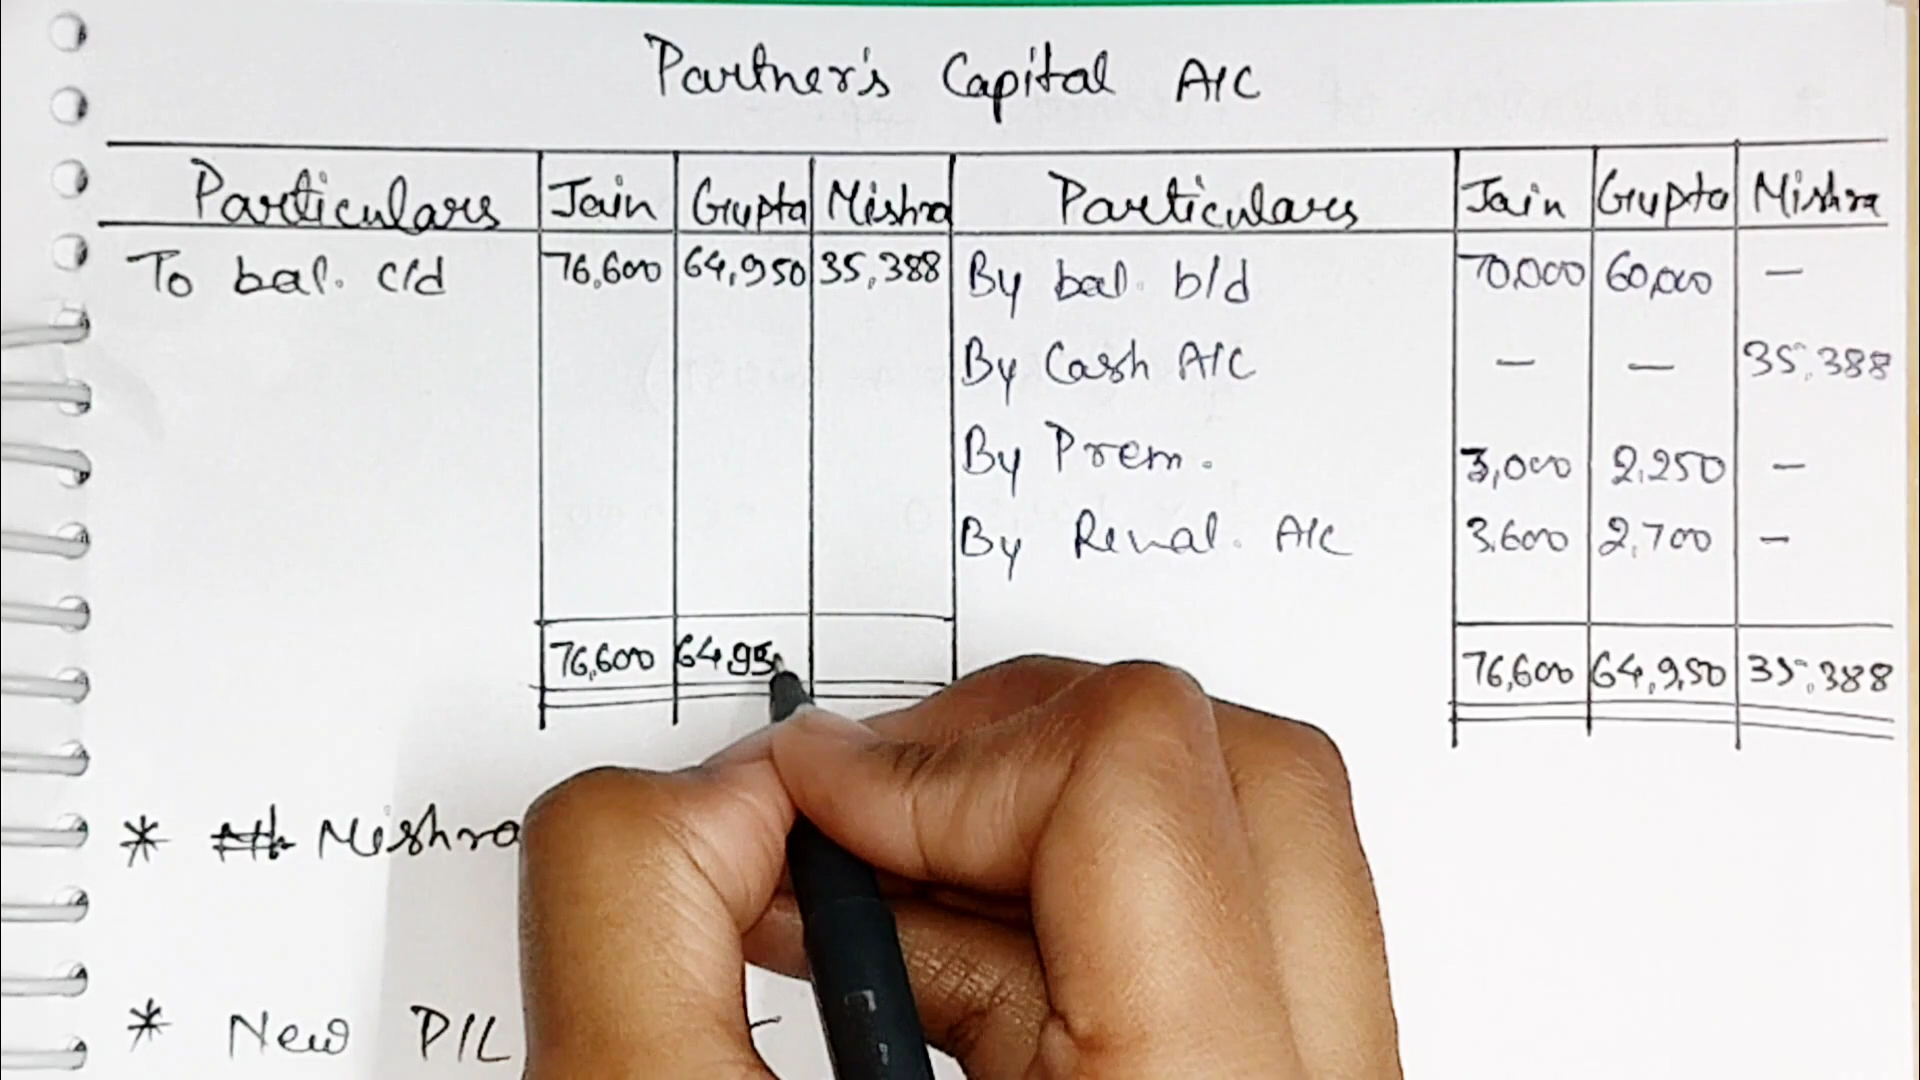 Partner's Capital A/C
Particulars Jain Gupta Mishra Particulars Jain Gupta Mishra
To bal. c/d 76,600 64,950 35,388 By bal. b/d 70,000 60,000 —
By Cash A/C — — 35,388
By Prem. 3,000 2,250 —
By Reval. A/C 3,600 2,700 —
76,600 64,95 76,600 64,950 35,388
* Mishra
* New P/L